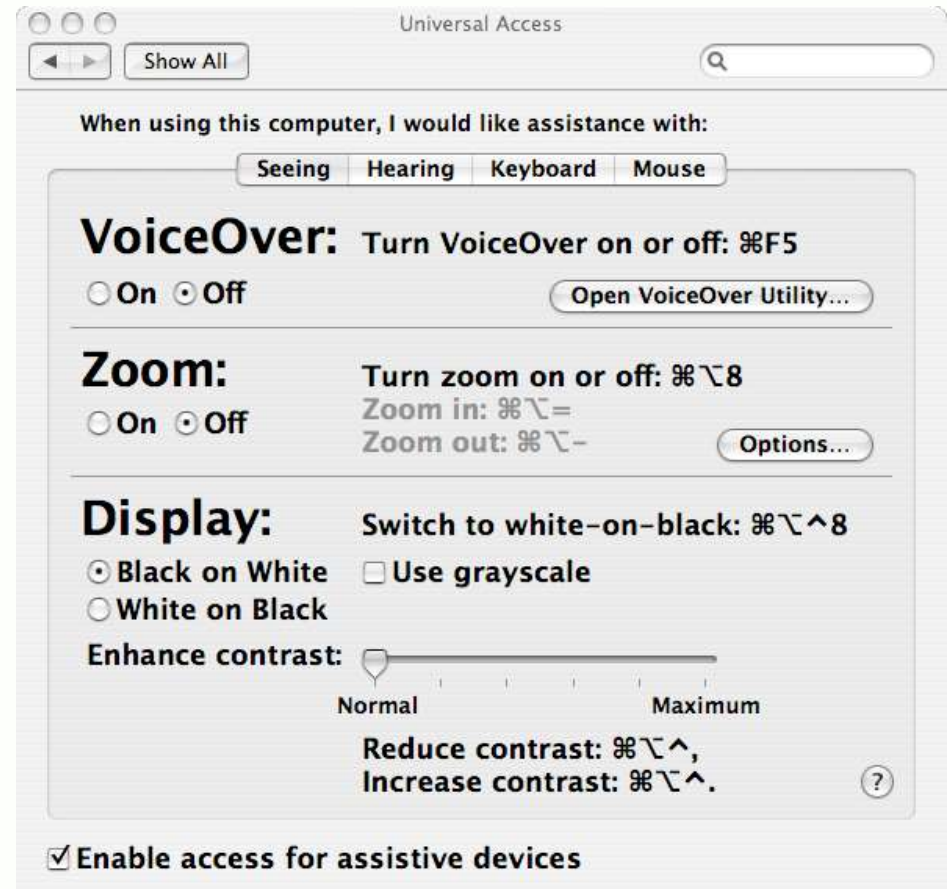 Universal Access
Show All
When using this computer, I would like assistance with:
Seeing Hearing Keyboard Mouse
VoiceOver: Turn VoiceOver on or off: ⌘F5
On Off Open VoiceOver Utility...
Zoom: Turn zoom on or off: ⌘⌥8
On Off Zoom in: ⌘⌥=
Zoom out: ⌘⌥-
Options...
Display: Switch to white-on-black: ⌘⌥^8
Black on White Use grayscale
White on Black
Enhance contrast:
Normal Maximum
Reduce contrast: ⌘⌥^,
Increase contrast: ⌘⌥^.
?
Enable access for assistive devices